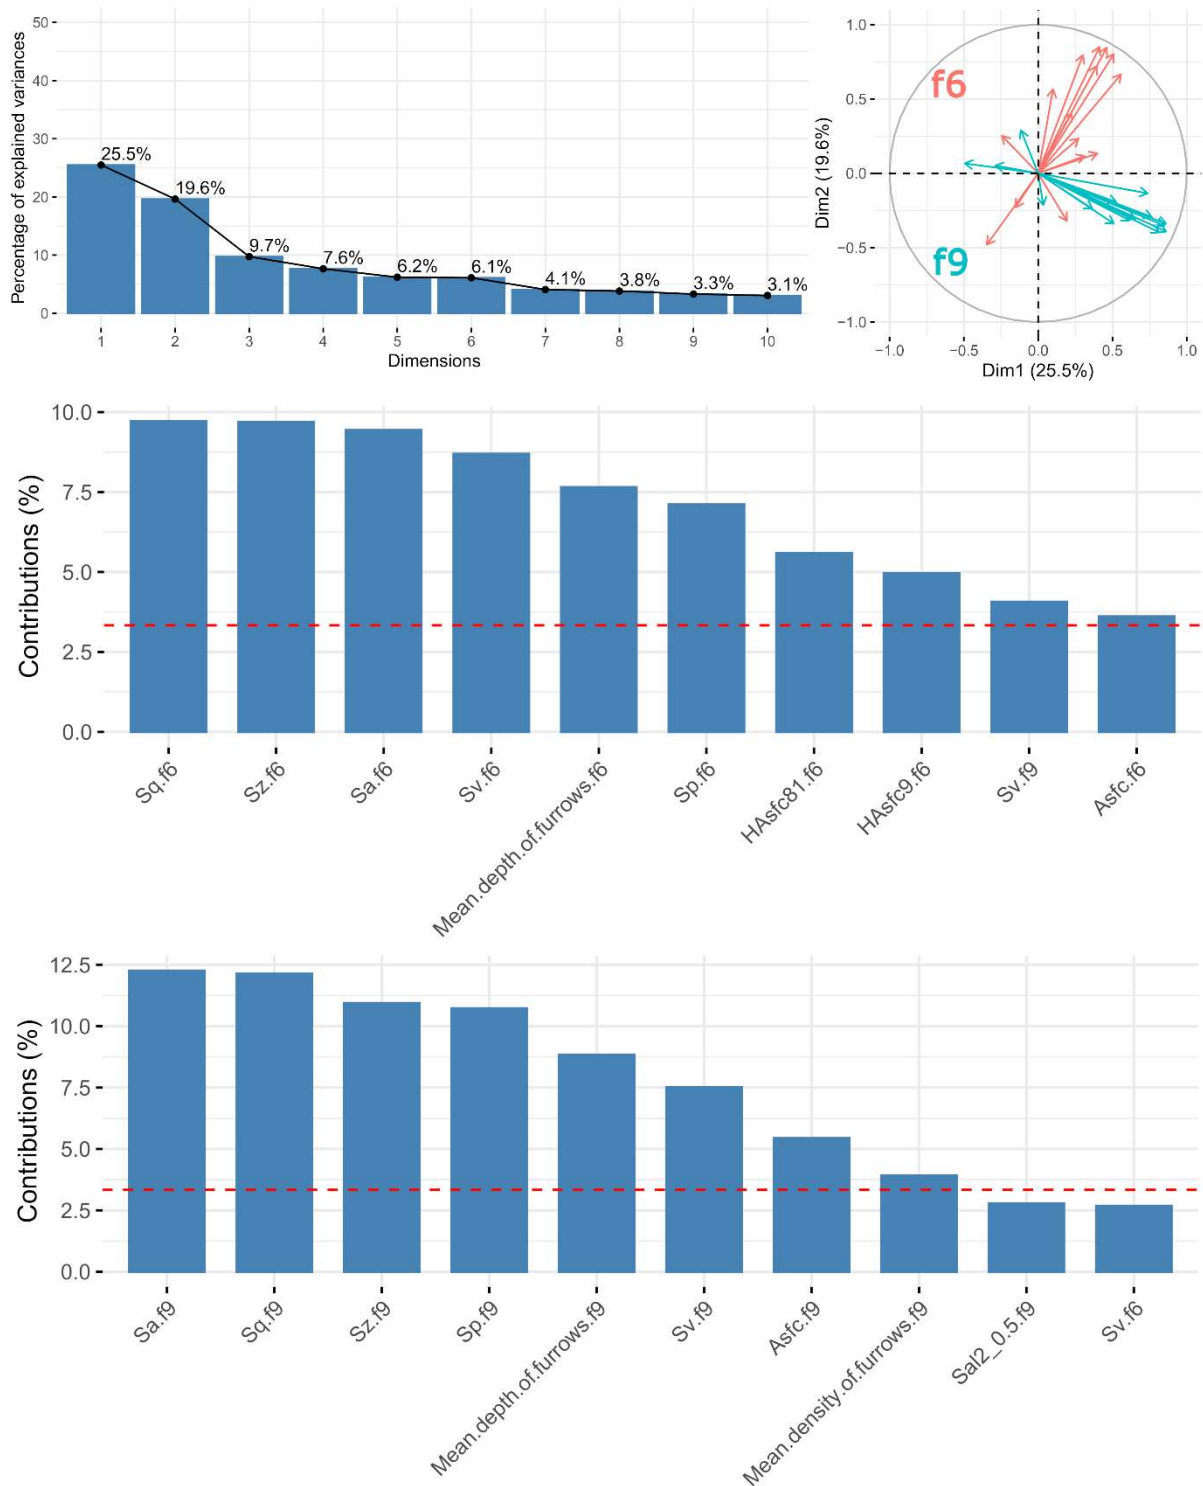 Percentage of explained variances
50
40
30
20
10
0
25.5%
19.6%
9.7%
7.6%
6.2%
6.1%
4.1%
3.8%
3.3%
3.1%
1 2 3 4 5 6 7 8 9 10
Dimensions
Dim2 (19.6%)
1.0
0.5
0.0
−0.5
−1.0
f6
f9
−1.0 −0.5 0.0 0.5 1.0
Dim1 (25.5%)
Contributions (%)
10.0
7.5
5.0
2.5
0.0
Sq.f6
Sz.f6
Sa.f6
Sv.f6
Mean.depth.of.furrows.f6
Sp.f6
HAsfc81.f6
HAsfc9.f6
Sv.f9
Asfc.f6
Contributions (%)
12.5
10.0
7.5
5.0
2.5
0.0
Sa.f9
Sq.f9
Sz.f9
Sp.f9
Mean.depth.of.furrows.f9
Sv.f9
Asfc.f9
Mean.density.of.furrows.f9
Sal2_0.5.f9
Sv.f6